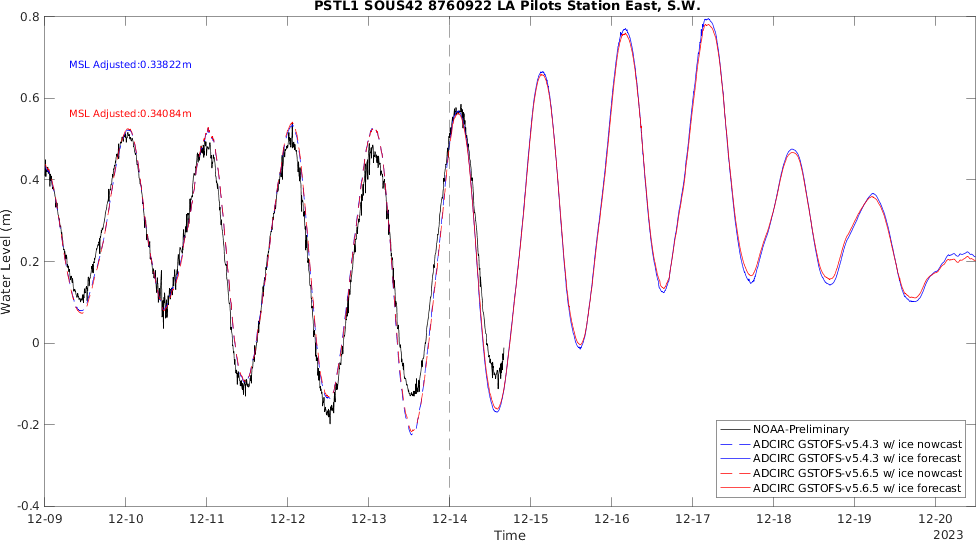 PSTL1 SOUS42 8760922 LA Pilots Station East, S.W.
MSL Adjusted:0.33822m
MSL Adjusted:0.34084m
Water Level (m)
0.8
0.6
0.4
0.2
0
-0.2
-0.4
NOAA-Preliminary
ADCIRC GSTOFS-v5.4.3 w/ ice nowcast
ADCIRC GSTOFS-v5.4.3 w/ ice forecast
ADCIRC GSTOFS-v5.6.5 w/ ice nowcast
ADCIRC GSTOFS-v5.6.5 w/ ice forecast
12-09 12-10 12-11 12-12 12-13 12-14 12-15 12-16 12-17 12-18 12-19 12-20
Time
2023